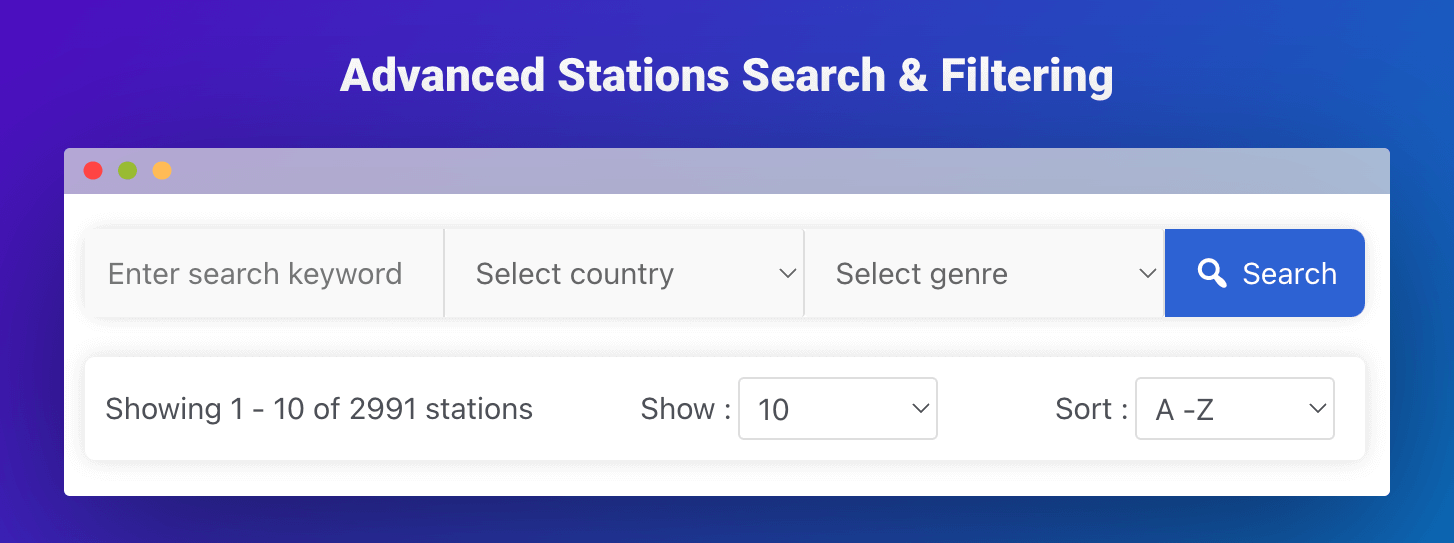 Advanced Stations Search & Filtering
Enter search keyword Select country Select genre Search
Showing 1 - 10 of 2991 stations Show : 10 Sort : A -Z